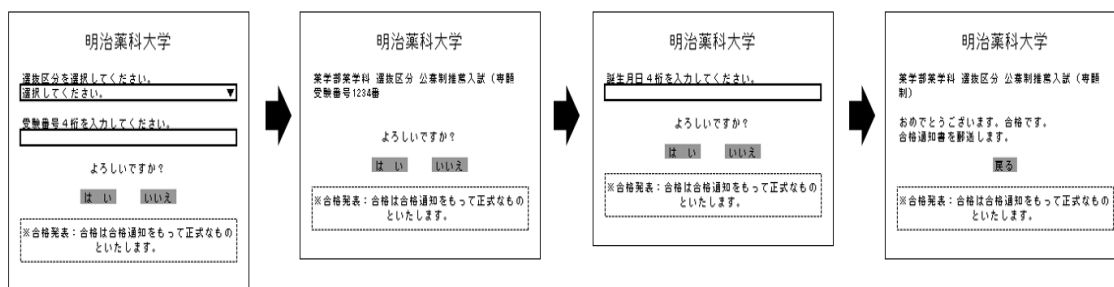 明治薬科大学
選抜区分を選択してください。
選択してください。▼
受験番号4桁を入力してください。
よろしいですか?
はい いいえ
※合格発表:合格は合格通知をもって正式なもの
といたします。
明治薬科大学
薬学部薬学科 選抜区分 公募制推薦入試(専願
受験番号1234番
よろしいですか?
はい いいえ
※合格発表:合格は合格通知をもって正式なもの
といたします。
明治薬科大学
誕生月日4桁を入力してください。
よろしいですか?
はい いいえ
※合格発表:合格は合格通知をもって正式なもの
といたします。
明治薬科大学
薬学部薬学科 選抜区分 公募制推薦入試(専願
制)
おめでとうございます。合格です。
合格通知書を郵送します。
戻る
※合格発表:合格は合格通知をもって正式なもの
といたします。